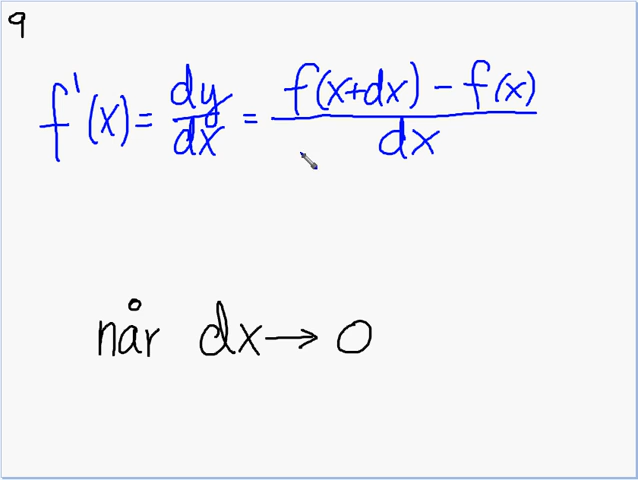 9
f'(x) = dy/dx = (f(x+dx) - f(x))/dx
når dx → 0